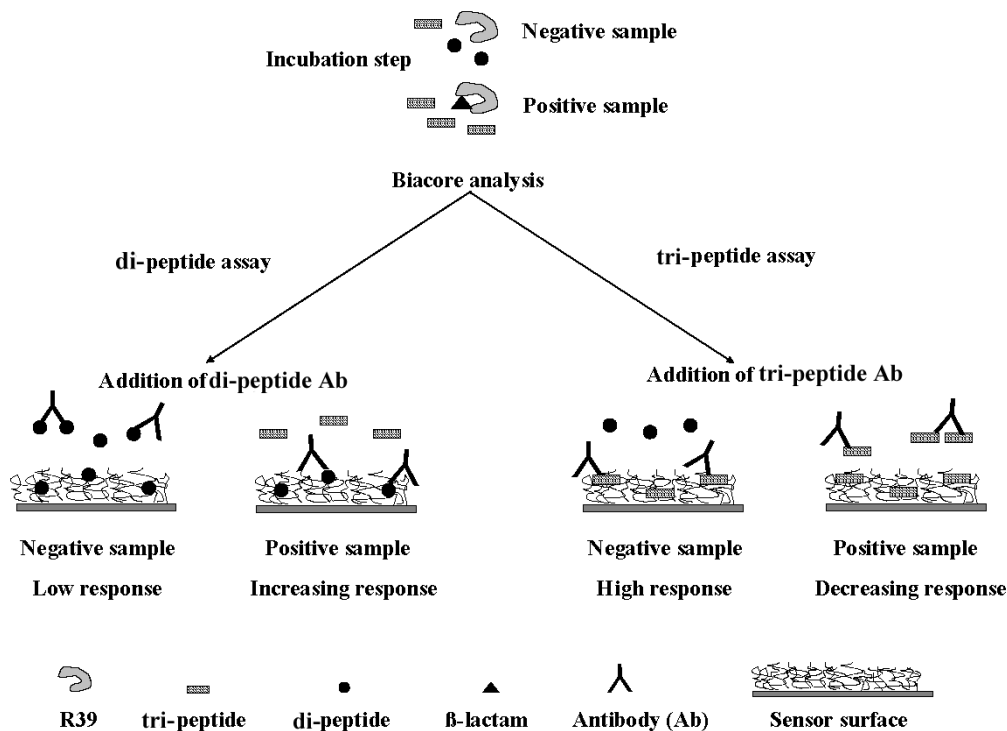 Negative sample
Incubation step
Positive sample
Biacore analysis
di-peptide assay
tri-peptide assay
Addition of di-peptide Ab
Addition of tri-peptide Ab
Negative sample
Positive sample
Negative sample
Positive sample
Low response
Increasing response
High response
Decreasing response
R39
tri-peptide
di-peptide
ß-lactam
Antibody (Ab)
Sensor surface